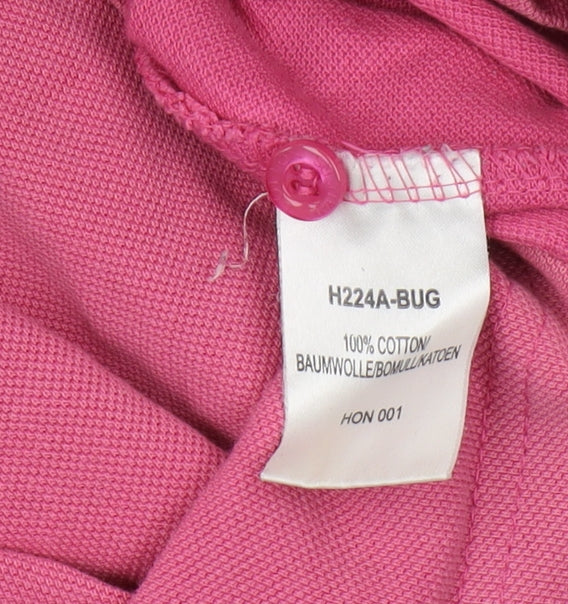 H224A-BUG
100% COTTON/
BAUMWOLLE/BOMULL/KATOEN
HON 001